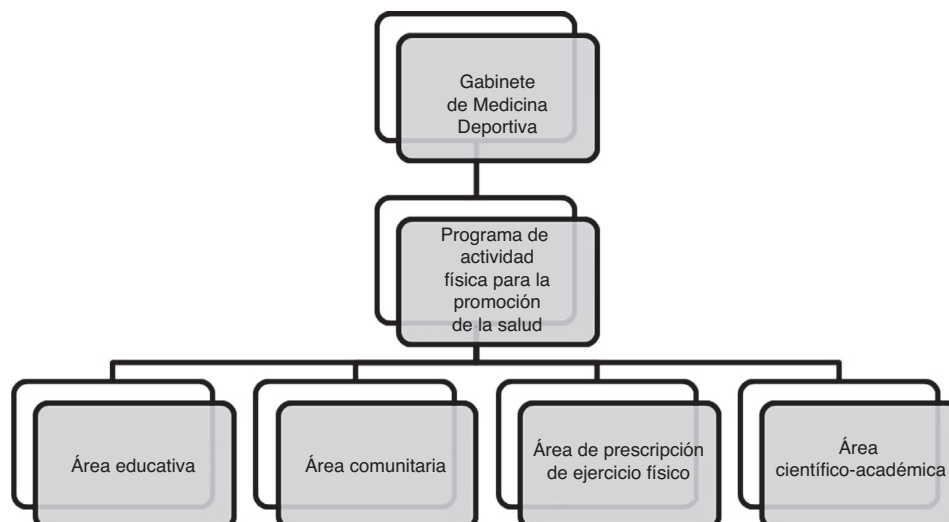 Gabinete
de Medicina
Deportiva
Programa de
actividad
física para la
promoción
de la salud
Área educativa
Área comunitaria
Área de prescripción
de ejercicio físico
Área
científico-académica